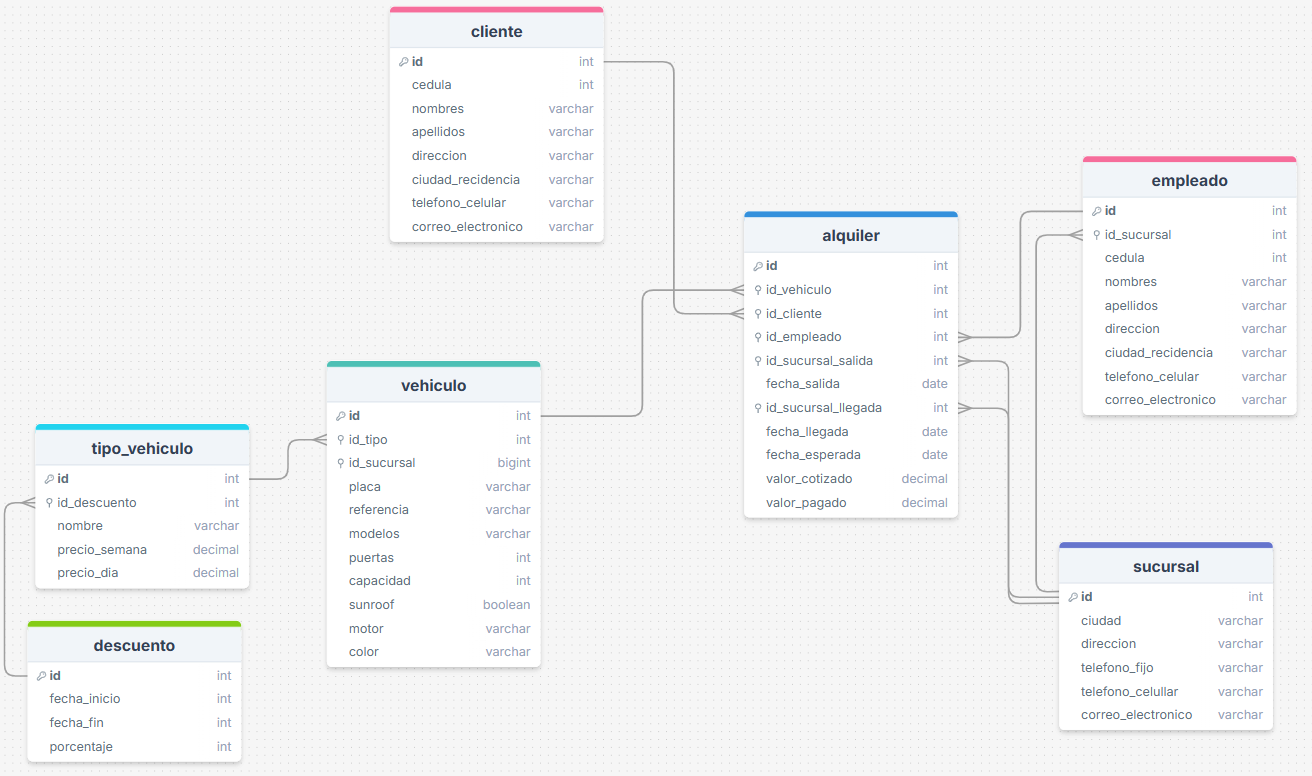 cliente
id int
cedula int
nombres varchar
apellidos varchar
direccion varchar
ciudad_recidencia varchar
telefono_celular varchar
correo_electronico varchar
empleado
id int
id_sucursal int
cedula int
nombres varchar
apellidos varchar
direccion varchar
ciudad_recidencia varchar
telefono_celular varchar
correo_electronico varchar
alquiler
id int
id_vehiculo int
id_cliente int
id_empleado int
id_sucursal_salida int
fecha_salida date
id_sucursal_llegada int
fecha_llegada date
fecha_esperada date
valor_cotizado decimal
valor_pagado decimal
vehiculo
id int
id_tipo int
id_sucursal bigint
placa varchar
referencia varchar
modelos varchar
puertas int
capacidad int
sunroof boolean
motor varchar
color varchar
tipo_vehiculo
id int
id_descuento int
nombre varchar
precio_semana decimal
precio_dia decimal
sucursal
id int
ciudad varchar
direccion varchar
telefono_fijo varchar
telefono_celullar varchar
correo_electronico varchar
descuento
id int
fecha_inicio int
fecha_fin int
porcentaje int